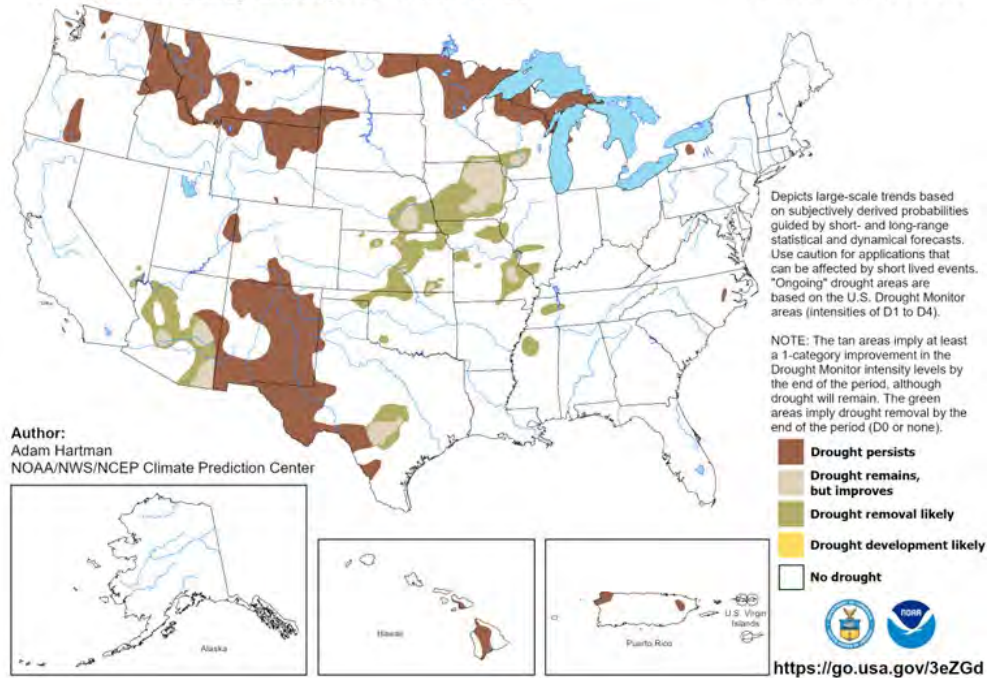 Depicts large-scale trends based
on subjectively derived probabilities
guided by short- and long-range
statistical and dynamical forecasts.
Use caution for applications that
can be affected by short lived events.
"Ongoing" drought areas are
based on the U.S. Drought Monitor
areas (intensities of D1 to D4).
NOTE: The tan areas imply at least
a 1-category improvement in the
Drought Monitor intensity levels by
the end of the period, although
drought will remain. The green
areas imply drought removal by the
end of the period (D0 or none).
Author:
Adam Hartman
NOAA/NWS/NCEP Climate Prediction Center
Drought persists
Drought remains,
but improves
Drought removal likely
Drought development likely
No drought
Alaska
Hawaii
Puerto Rico
U.S. Virgin
Islands
NOAA
https://go.usa.gov/3eZGd